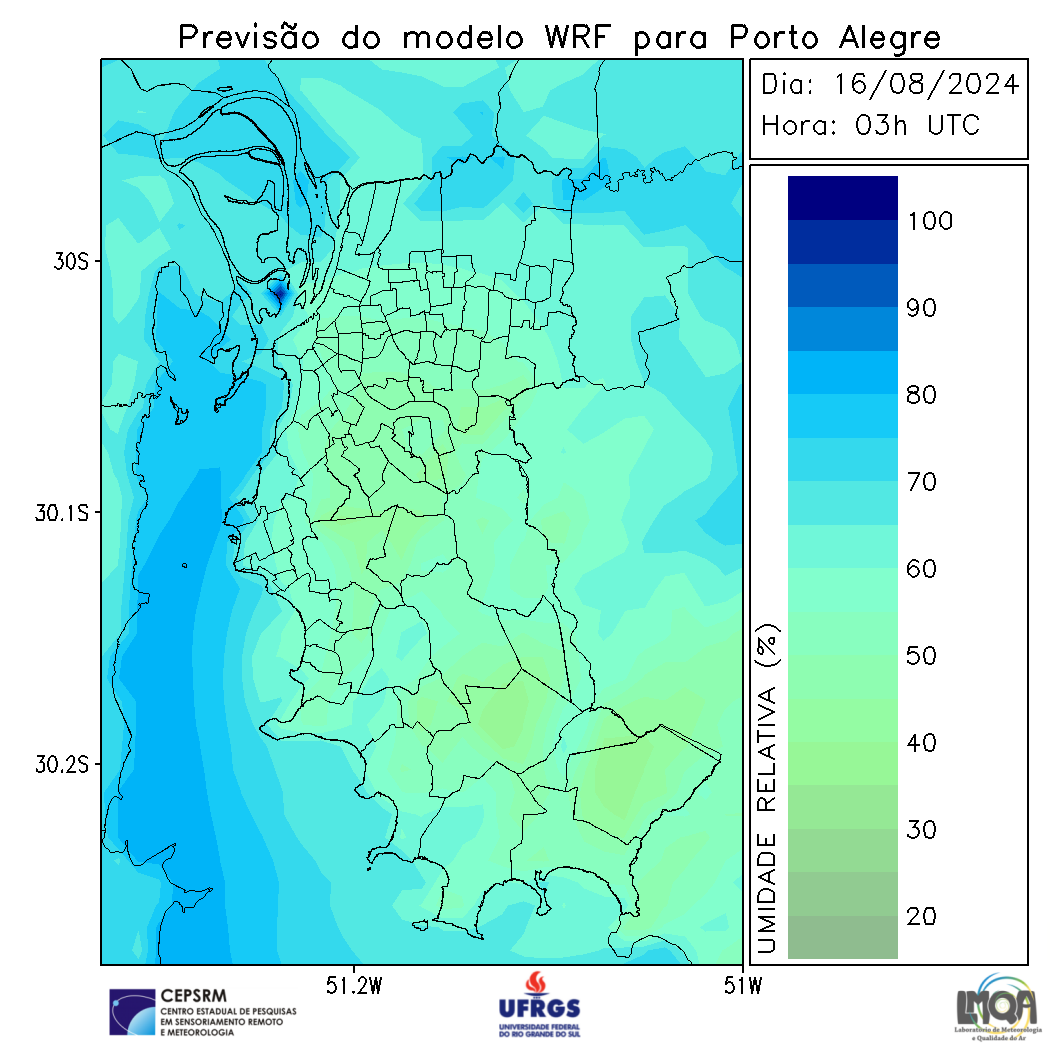 Previsão do modelo WRF para Porto Alegre
Dia: 16/08/2024
Hora: 03h UTC
100
90
80
70
60
50
40
30
20
UMIDADE RELATIVA (%)
30S
30.1S
30.2S
51.2W
51W
CEPSRM
CENTRO ESTADUAL DE PESQUISAS
EM SENSORIAMENTO REMOTO
E METEOROLOGIA
UFRGS
UNIVERSIDADE FEDERAL
DO RIO GRANDE DO SUL
LMQA
Laboratório de Meteorologia
e Qualidade do Ar